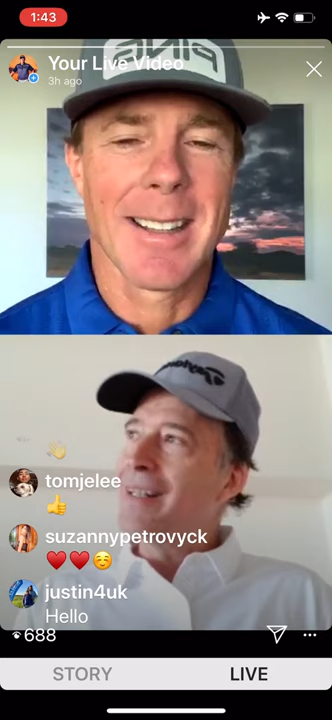 1:43
PING
Your Live Video
3h ago
TaylorMade
tomjelee
suzannypetrovyck
justin4uk
Hello
688
STORY
LIVE